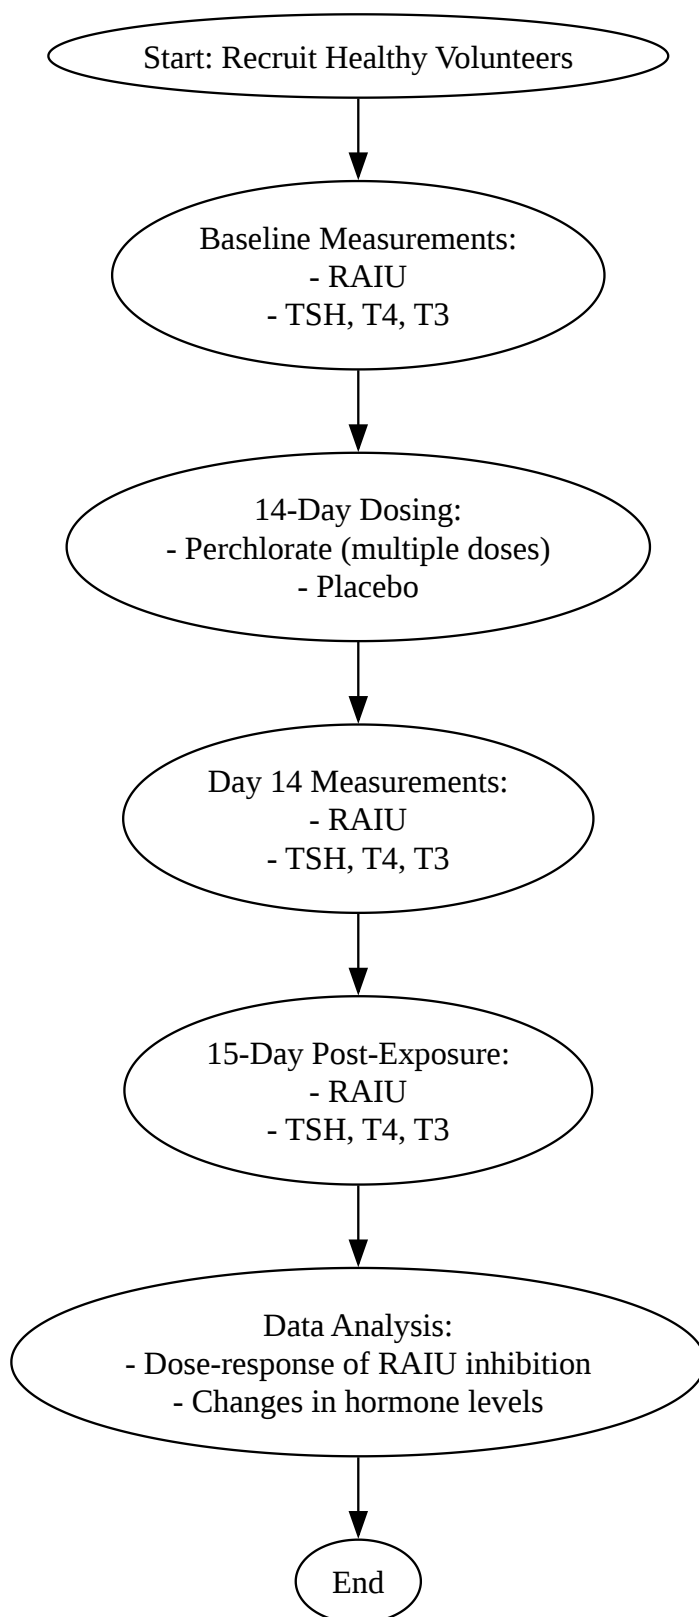 Start: Recruit Healthy Volunteers
Baseline Measurements:
- RAIU
- TSH, T4, T3
14-Day Dosing:
- Perchlorate (multiple doses)
- Placebo
Day 14 Measurements:
- RAIU
- TSH, T4, T3
15-Day Post-Exposure:
- RAIU
- TSH, T4, T3
Data Analysis:
- Dose-response of RAIU inhibition
- Changes in hormone levels
End